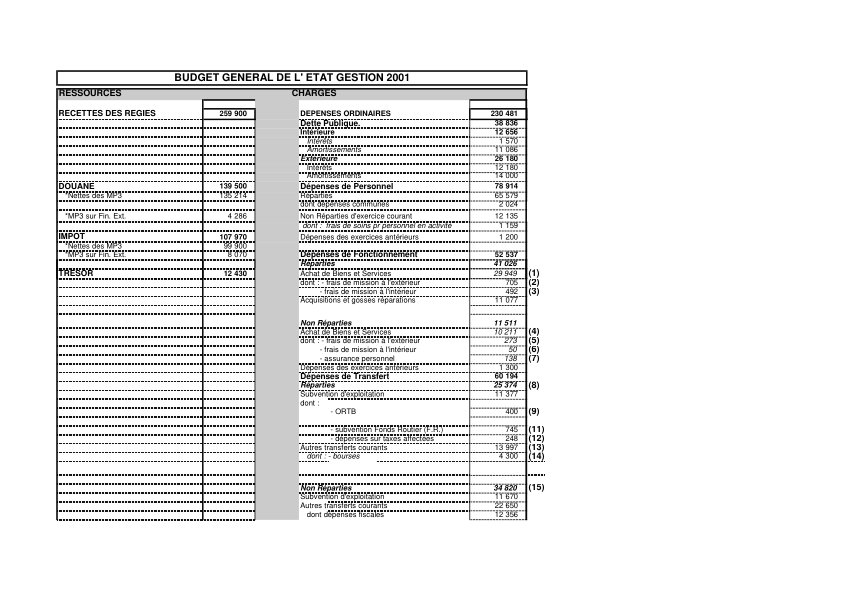 BUDGET GENERAL DE L' ETAT GESTION 2001
RESSOURCES CHARGES
RECETTES DES REGIES 259 900 DEPENSES ORDINAIRES 230 481
Dette Publique. 38 836
Intérieure 12 656
Intérêts 1 570
Amortissements 11 086
Extérieure 26 180
Intérêts 12 180
Amortissements 14 000
DOUANE 139 500 Dépenses de Personnel 78 914
*Nettes des MP3 135 214 Réparties 65 579
dont dépenses communes 2 024
*MP3 sur Fin. Ext. 4 286 Non Réparties d'exercice courant 12 135
dont : frais de soins pr personnel en activité 1 159
IMPOT 107 970 Dépenses des exercices antérieurs 1 200
*Nettes des MP3 99 900
*MP3 sur Fin. Ext. 8 070 Dépenses de Fonctionnement 52 537
Réparties 41 026
TRESOR 12 430 Achat de Biens et Services 29 949 (1)
dont : - frais de mission à l'extérieur 705 (2)
- frais de mission à l'intérieur 492 (3)
Acquisitions et gosses réparations 11 077
Non Réparties 11 511
Achat de Biens et Services 10 211 (4)
dont : - frais de mission à l'extérieur 273 (5)
- frais de mission à l'intérieur 50 (6)
- assurance personnel 138 (7)
Dépenses des exercices antérieurs 1 300
Dépenses de Transfert 60 194
Réparties 25 374 (8)
Subvention d'exploitation 11 377
dont :
- ORTB 400 (9)
- subvention Fonds Routier (F.R.) 745 (11)
- dépenses sur taxes affectées 248 (12)
Autres transferts courants 13 997 (13)
dont : - bourses 4 300 (14)
Non Réparties 34 820 (15)
Subvention d'exploitation 11 670
Autres transferts courants 22 650
dont dépenses fiscales 12 356